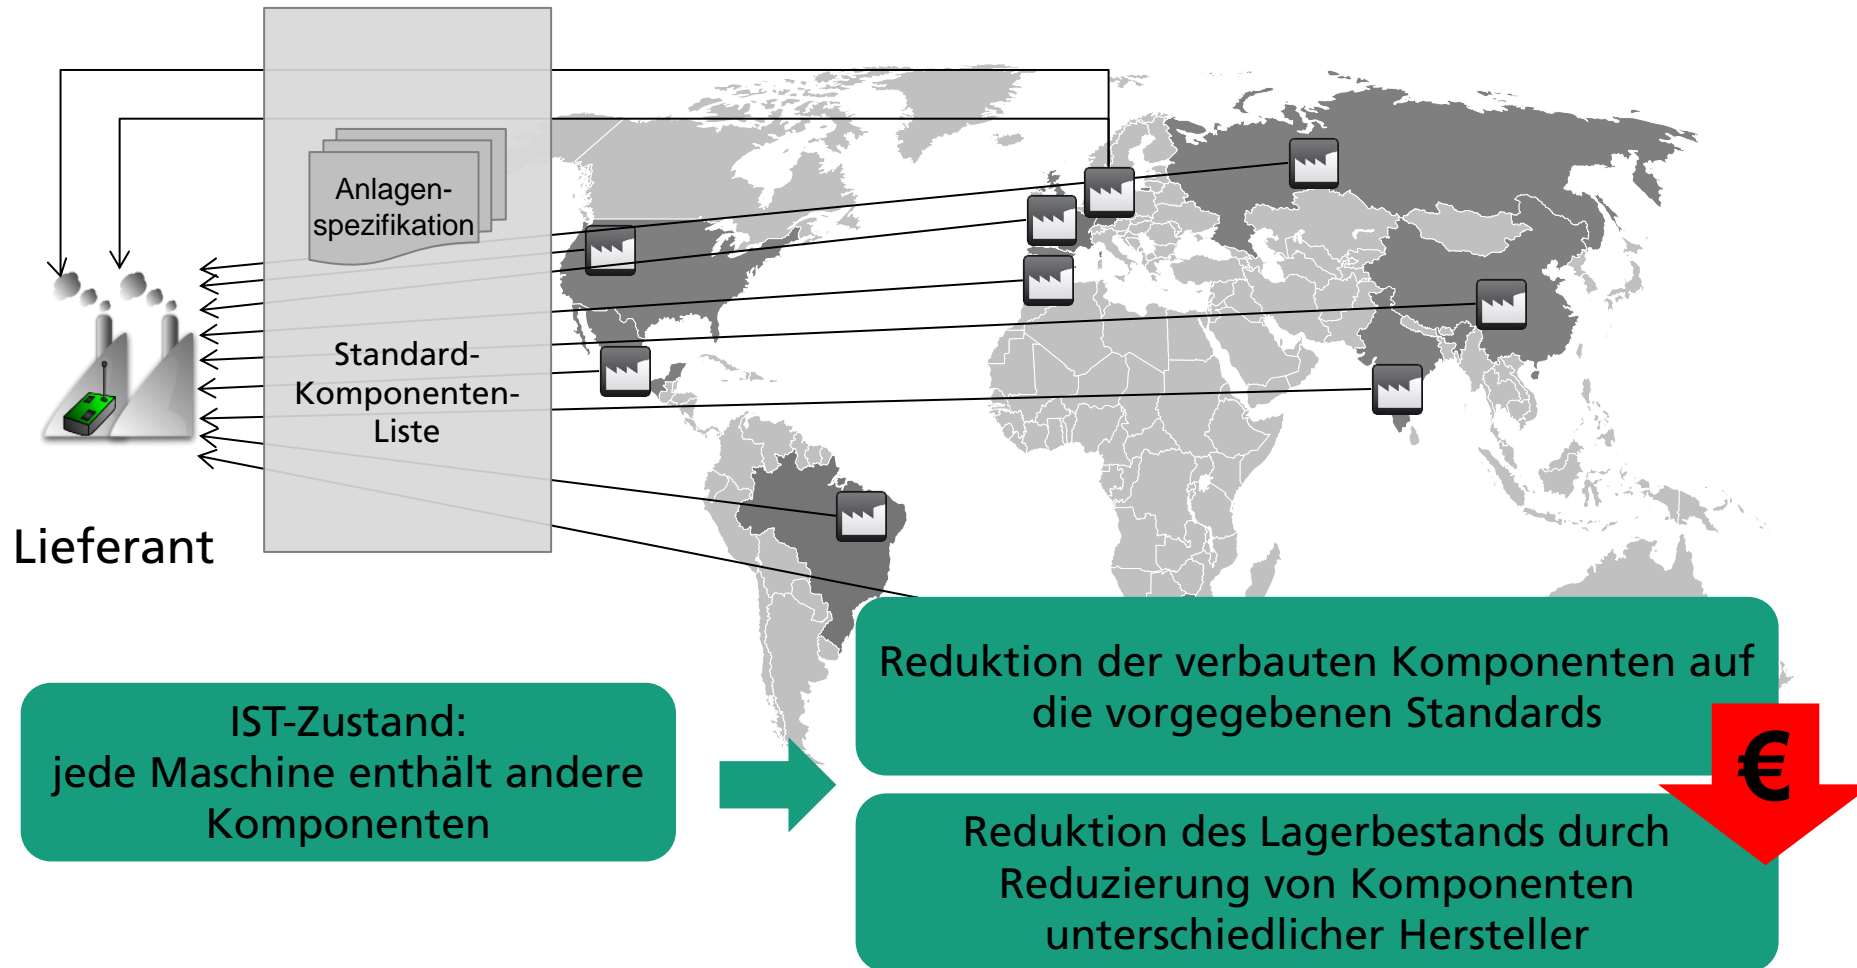 Anlagen-
spezifikation
Standard-
Komponenten-
Liste
Lieferant
IST-Zustand:
jede Maschine enthält andere
Komponenten
Reduktion der verbauten Komponenten auf
die vorgegebenen Standards
€
Reduktion des Lagerbestands durch
Reduzierung von Komponenten
unterschiedlicher Hersteller